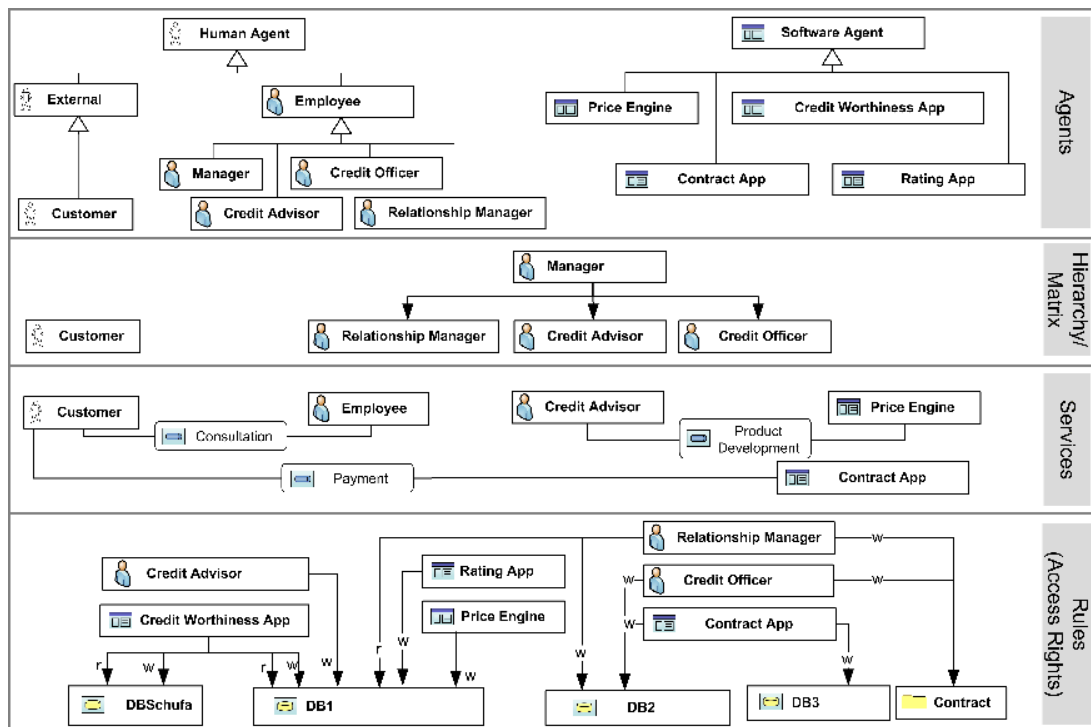 Human Agent
Software Agent
External
Employee
Price Engine
Credit Worthiness App
Manager
Credit Officer
Contract App
Rating App
Customer
Credit Advisor
Relationship Manager
Agents
Manager
Customer
Relationship Manager
Credit Advisor
Credit Officer
Hierarchy/
Matrix
Customer
Employee
Credit Advisor
Price Engine
Consultation
Product
Development
Payment
Contract App
Services
Relationship Manager
w
w
Credit Advisor
Rating App
w
Credit Officer
w
Credit Worthiness App
Price Engine
w
Contract App
r
w
r
w
w
r
w
w
w
DBSchufa
DB1
DB2
DB3
Contract
Rules
(Access Rights)